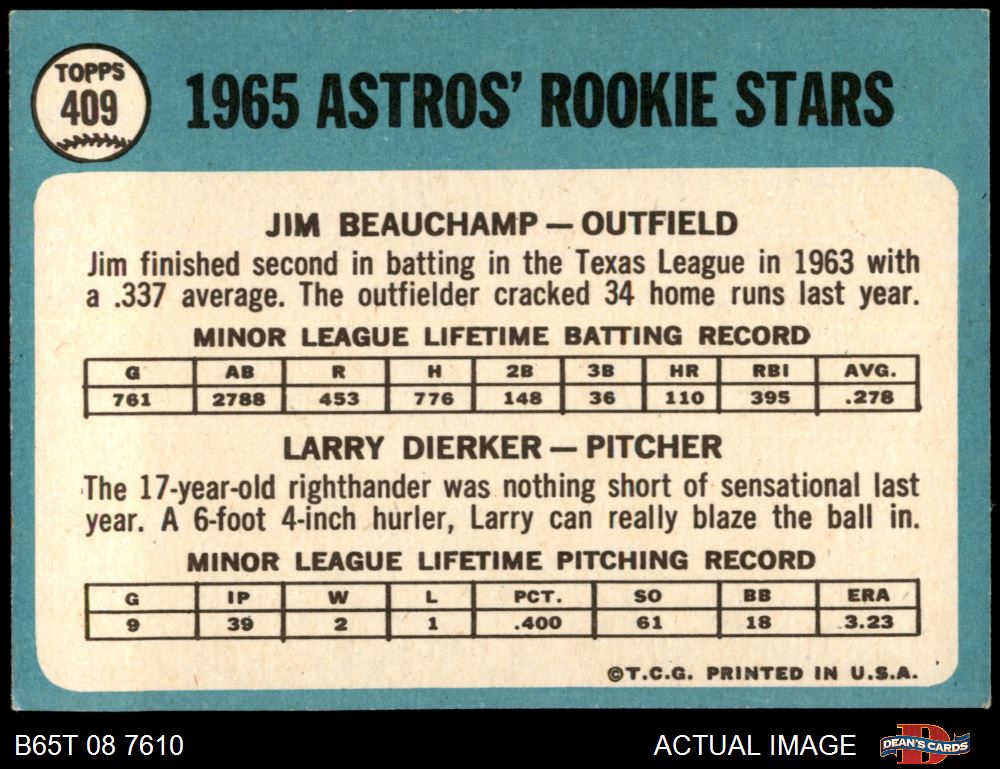 TOPPS
409
1965 ASTROS' ROOKIE STARS
JIM BEAUCHAMP — OUTFIELD
Jim finished second in batting in the Texas League in 1963 with
a .337 average. The outfielder cracked 34 home runs last year.
MINOR LEAGUE LIFETIME BATTING RECORD
G AB R H 2B 3B HR RBI AVG.
761 2788 453 776 148 36 110 395 .278
LARRY DIERKER — PITCHER
The 17-year-old righthander was nothing short of sensational last
year. A 6-foot 4-inch hurler, Larry can really blaze the ball in.
MINOR LEAGUE LIFETIME PITCHING RECORD
G IP W L PCT. SO BB ERA
9 39 2 1 .400 61 18 3.23
©T.C.G. PRINTED IN U.S.A.
B65T 08 7610
ACTUAL IMAGE
DEAN'S CARDS